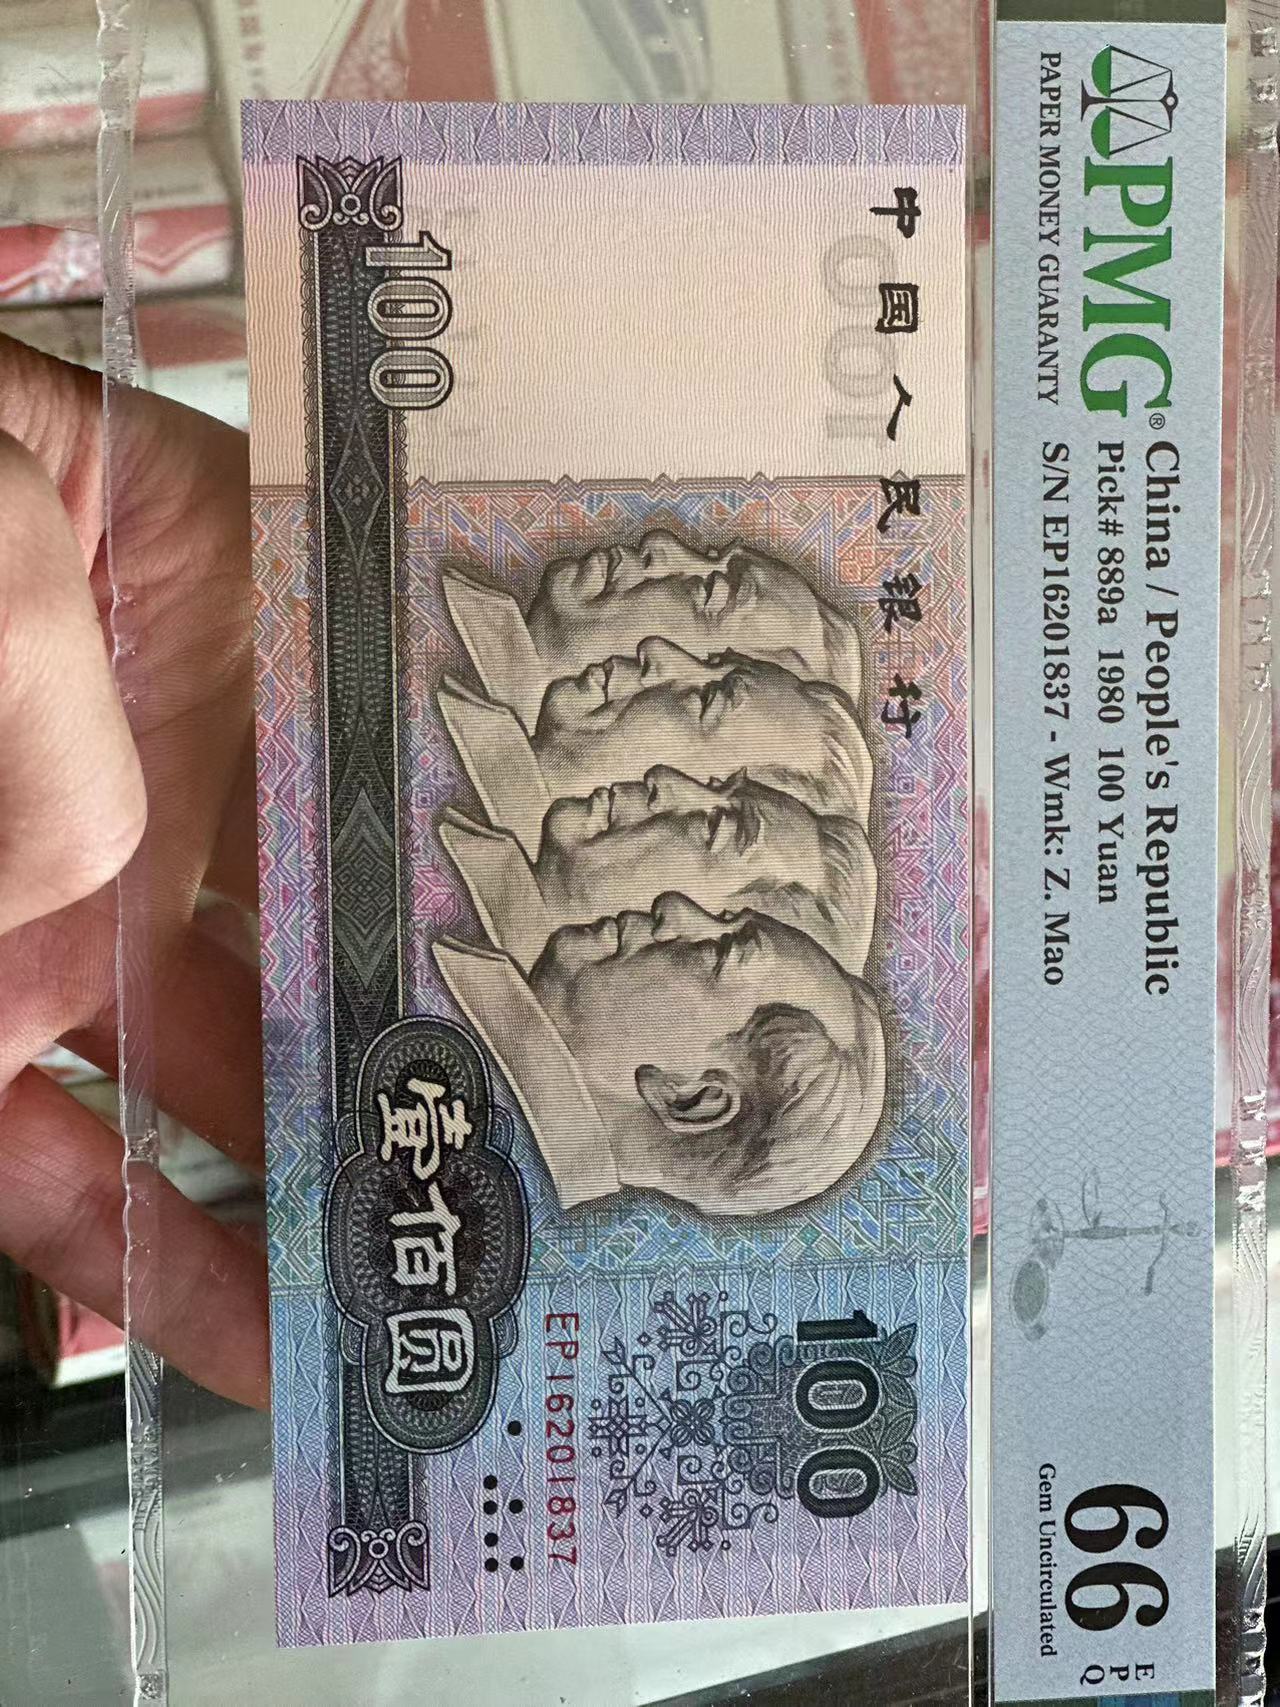 PMG®
PAPER MONEY GUARANTY
China / People's Republic
Pick# 889a 1980 100 Yuan
S/N EP16201837 - Wmk: Z. Mao
66 EPQ
Gem Uncirculated
中国人民银行
100
100
EP16201837
壹佰圆